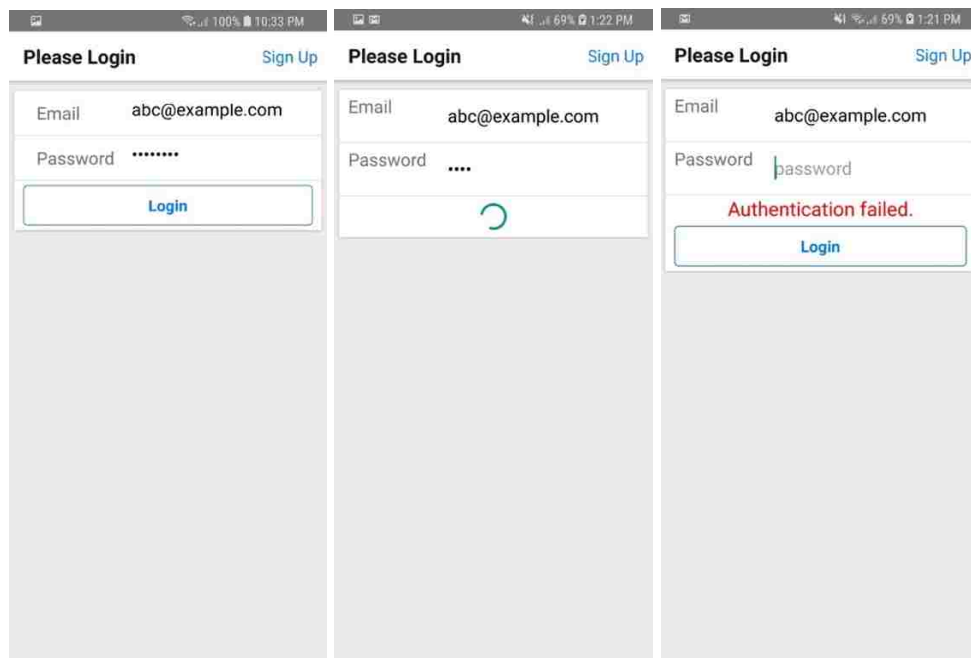 100% 10:33 PM
Please Login Sign Up
Email abc@example.com
Password ••••••••
Login
69% 1:22 PM
Please Login Sign Up
Email abc@example.com
Password ••••
69% 1:21 PM
Please Login Sign Up
Email abc@example.com
Password password
Authentication failed.
Login